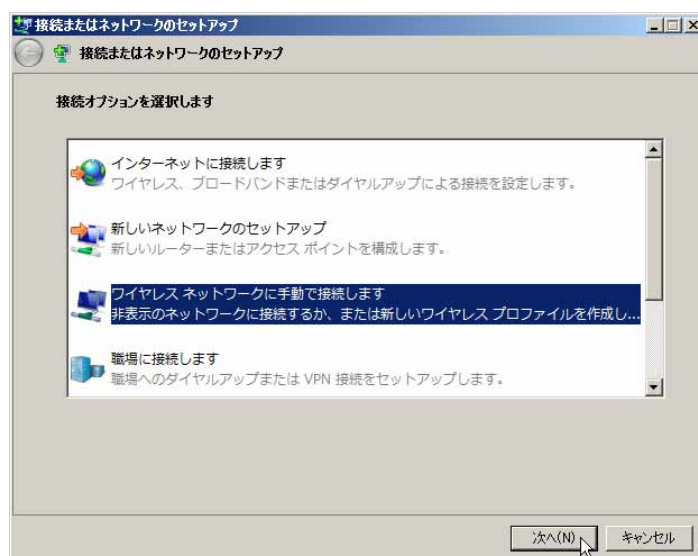 接続またはネットワークのセットアップ
接続またはネットワークのセットアップ
接続オプションを選択します
インターネットに接続します
ワイヤレス、ブロードバンドまたはダイヤルアップによる接続を設定します。
新しいネットワークのセットアップ
新しいルーターまたはアクセス ポイントを構成します。
ワイヤレス ネットワークに手動で接続します
非表示のネットワークに接続するか、または新しいワイヤレス プロファイルを作成し...
職場に接続します
職場へのダイヤルアップまたは VPN 接続をセットアップします。
次へ(N)
キャンセル